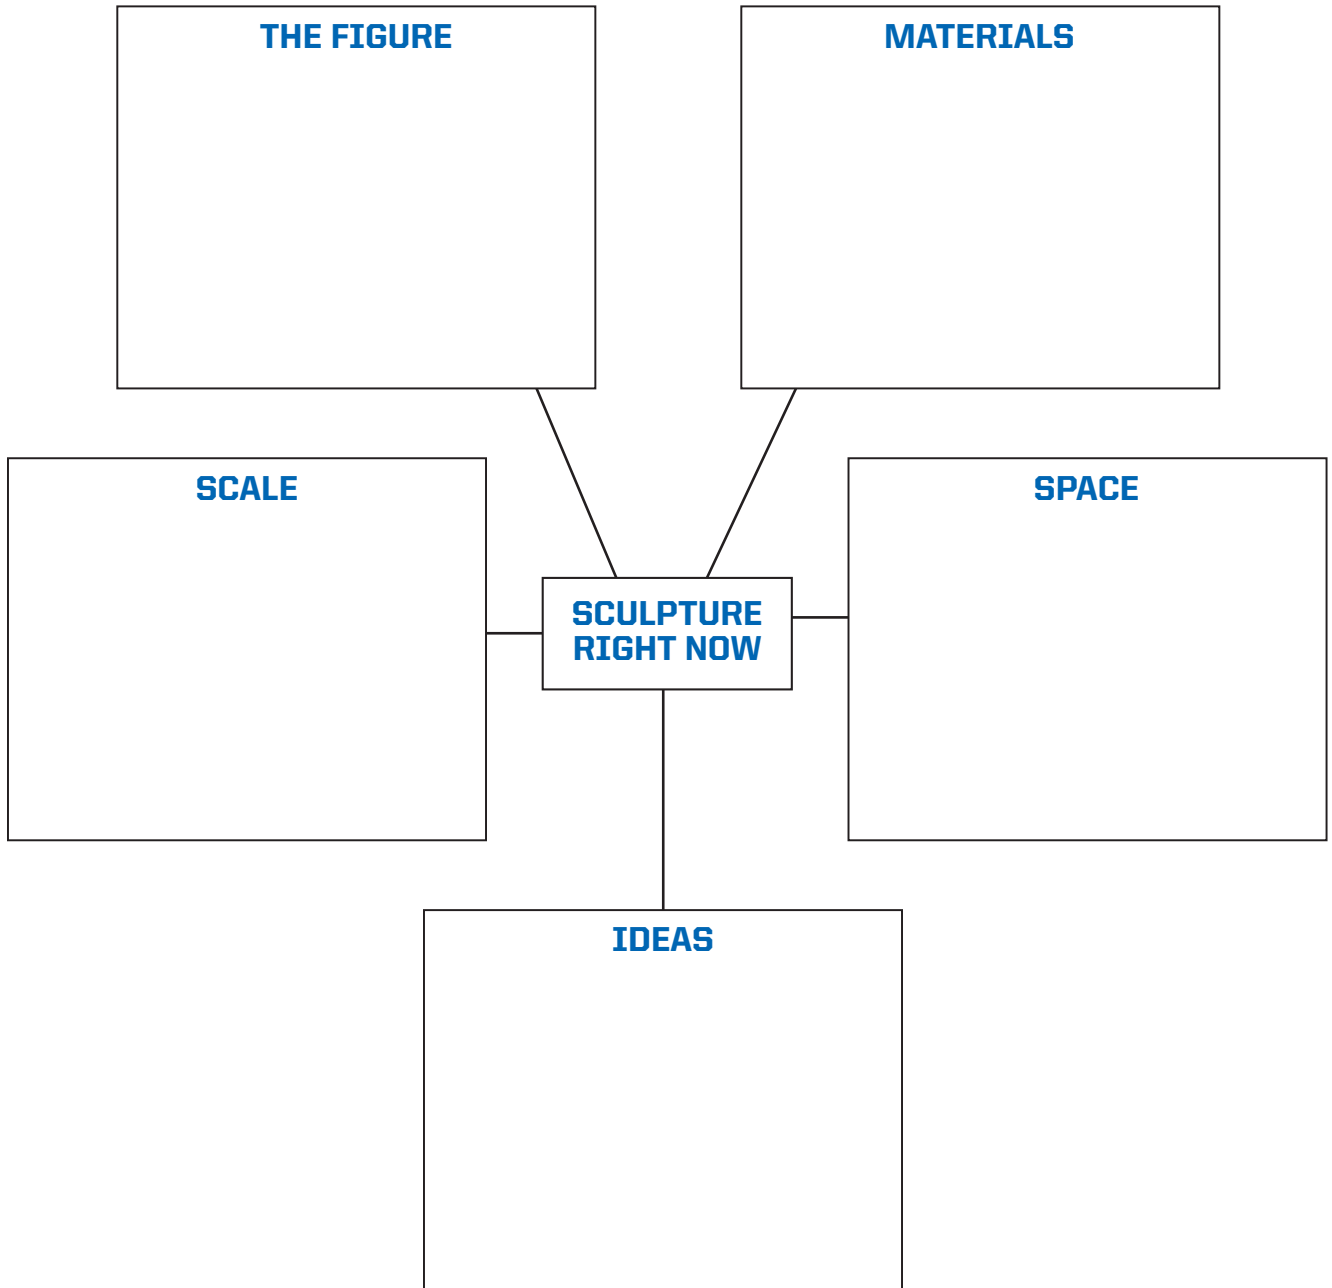 THE FIGURE
MATERIALS
SCALE
SPACE
SCULPTURE
RIGHT NOW
IDEAS